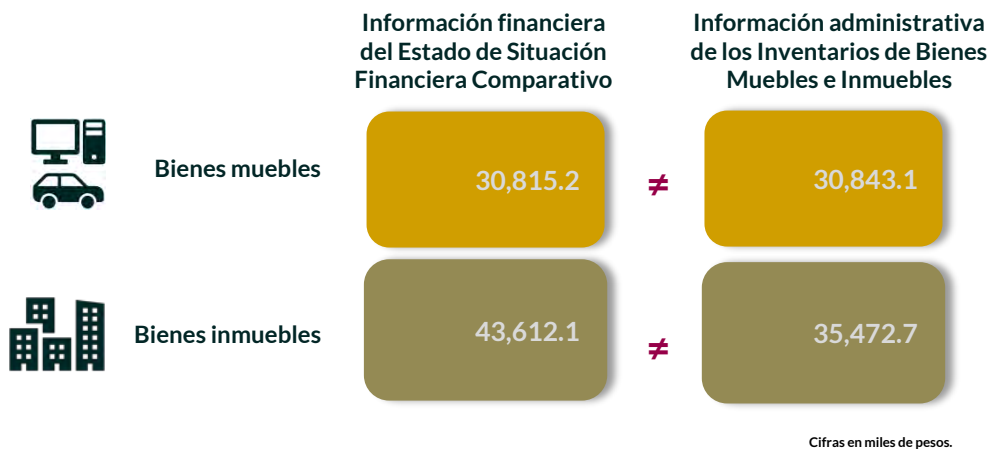 Información financiera
del Estado de Situación
Financiera Comparativo
Información administrativa
de los Inventarios de Bienes
Muebles e Inmuebles
Bienes muebles
30,815.2
≠
30,843.1
Bienes inmuebles
43,612.1
≠
35,472.7
Cifras en miles de pesos.